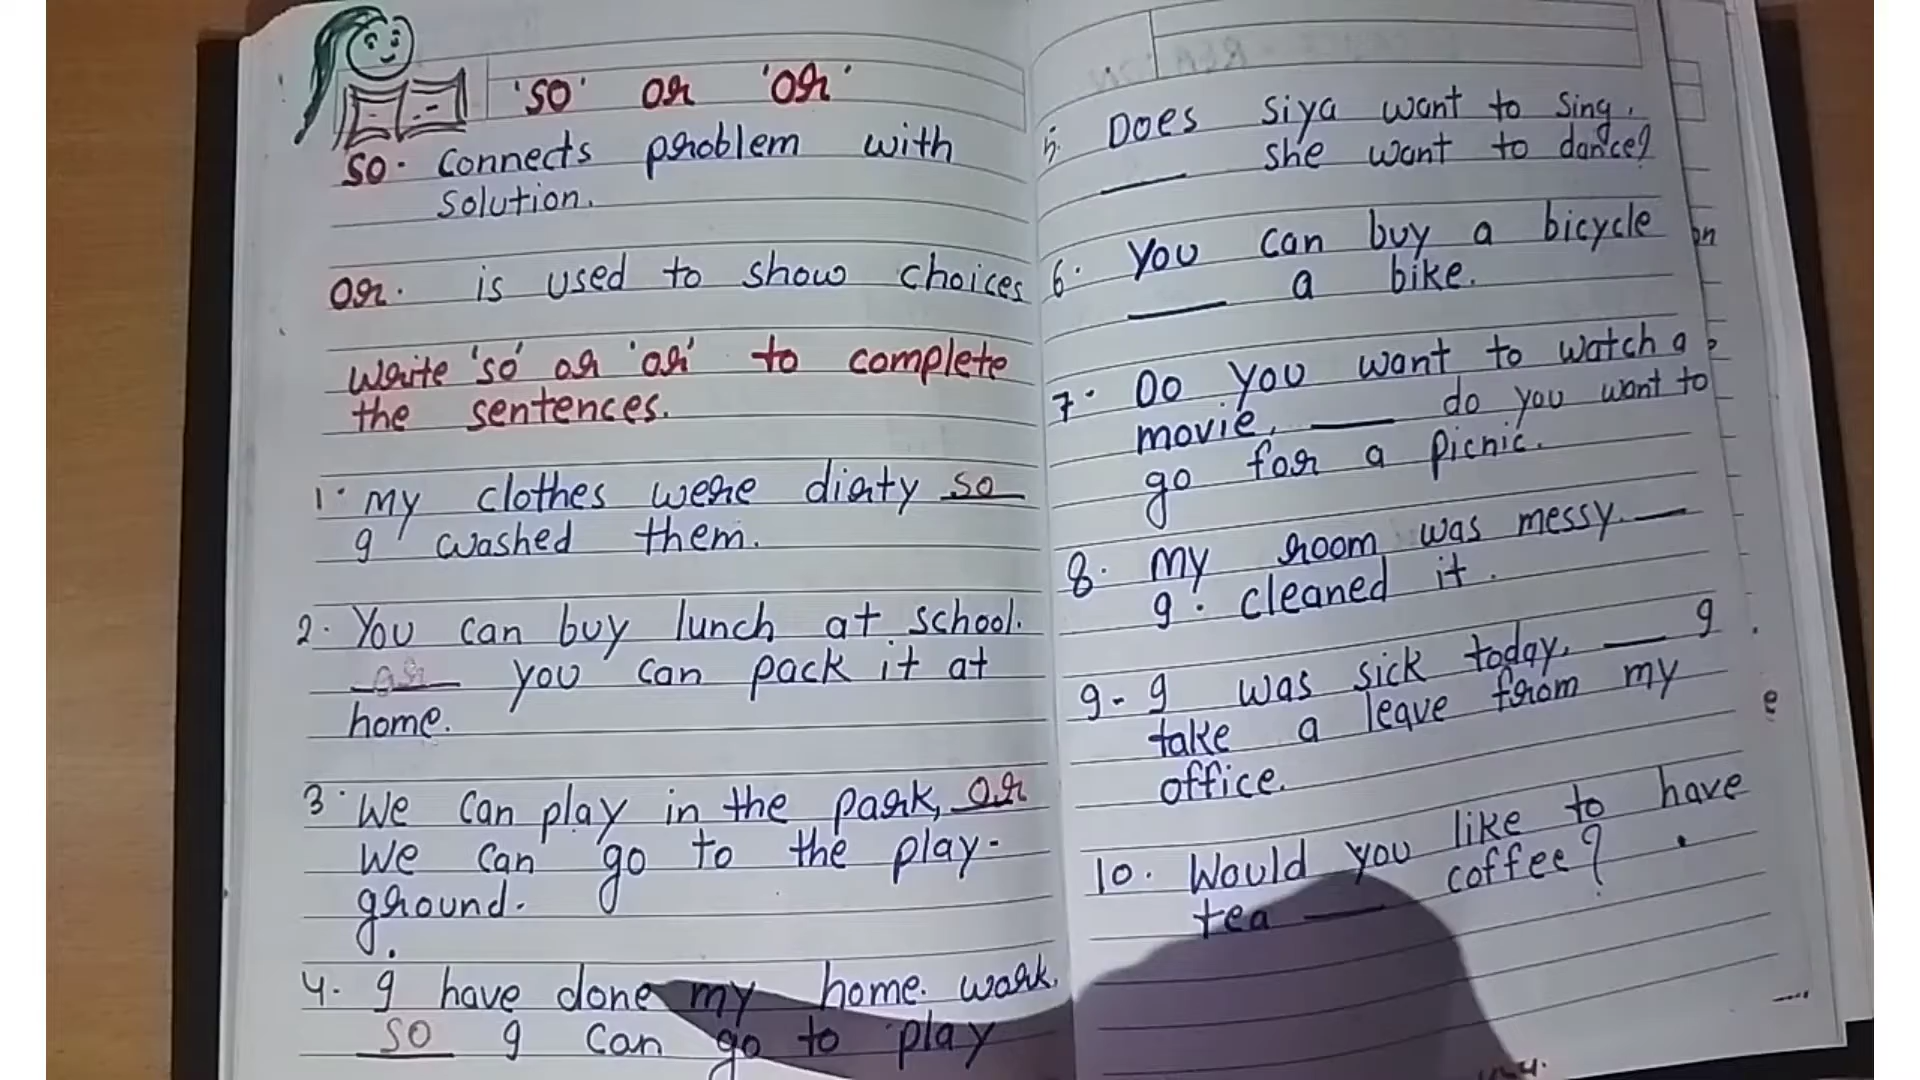 'so' or 'or'
so. connects problem with
solution.
or. is used to show choices
write 'so' or 'or' to complete
the sentences.
1. my clothes were dirty so
I washed them.
2. You can buy lunch at school.
or you can pack it at
home.
3. We can play in the park, or
we can go to the play-
ground.
4. I have done my home work.
so I can go to play
5. Does siya want to sing.
____ she want to dance?
6. You can buy a bicycle
____ a bike.
7. Do you want to watch a
movie, ____ do you want to
go for a picnic.
8. my room was messy. ____
I. cleaned it.
9- I was sick today. ____ I
take a leave from my
office.
10. Would you like to have
tea ____ coffee?